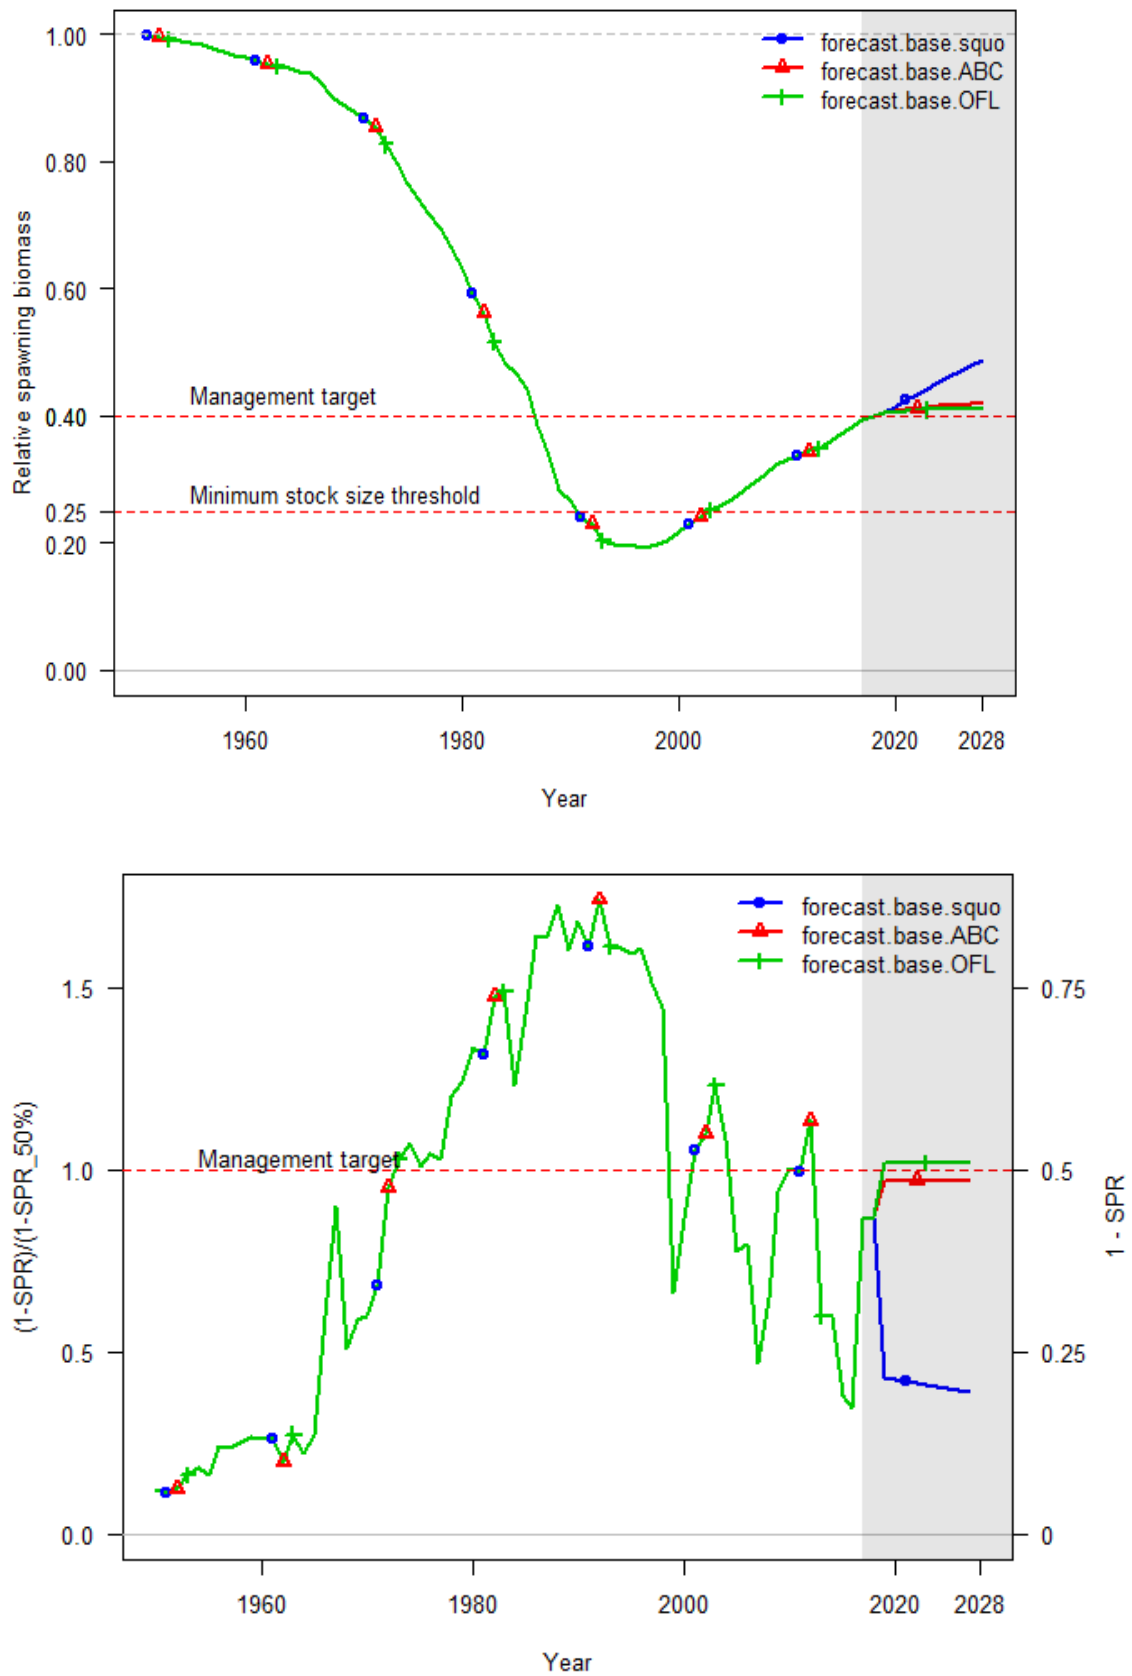 1.00
0.80
0.60
0.40
0.25
0.20
0.00
Relative spawning biomass
forecast.base.squo
forecast.base.ABC
forecast.base.OFL
Management target
Minimum stock size threshold
1960 1980 2000 2020 2028
Year
1.5
1.0
0.5
0.0
(1-SPR)/(1-SPR_50%)
forecast.base.squo
forecast.base.ABC
forecast.base.OFL
Management target
0.75
0.5
0.25
0
1 - SPR
1960 1980 2000 2020 2028
Year